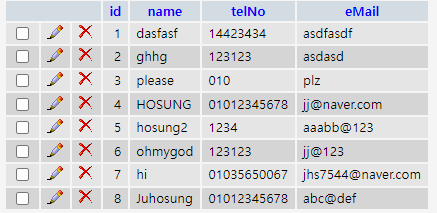 id name telNo eMail
1 dasfasf 14423434 asdfasdf
2 ghhg 123123 asdasd
3 please 010 plz
4 HOSUNG 01012345678 jj@naver.com
5 hosung2 1234 aaabb@123
6 ohmygod 123123 jj@123
7 hi 01035650067 jhs7544@naver.com
8 Juhosung 01012345678 abc@def